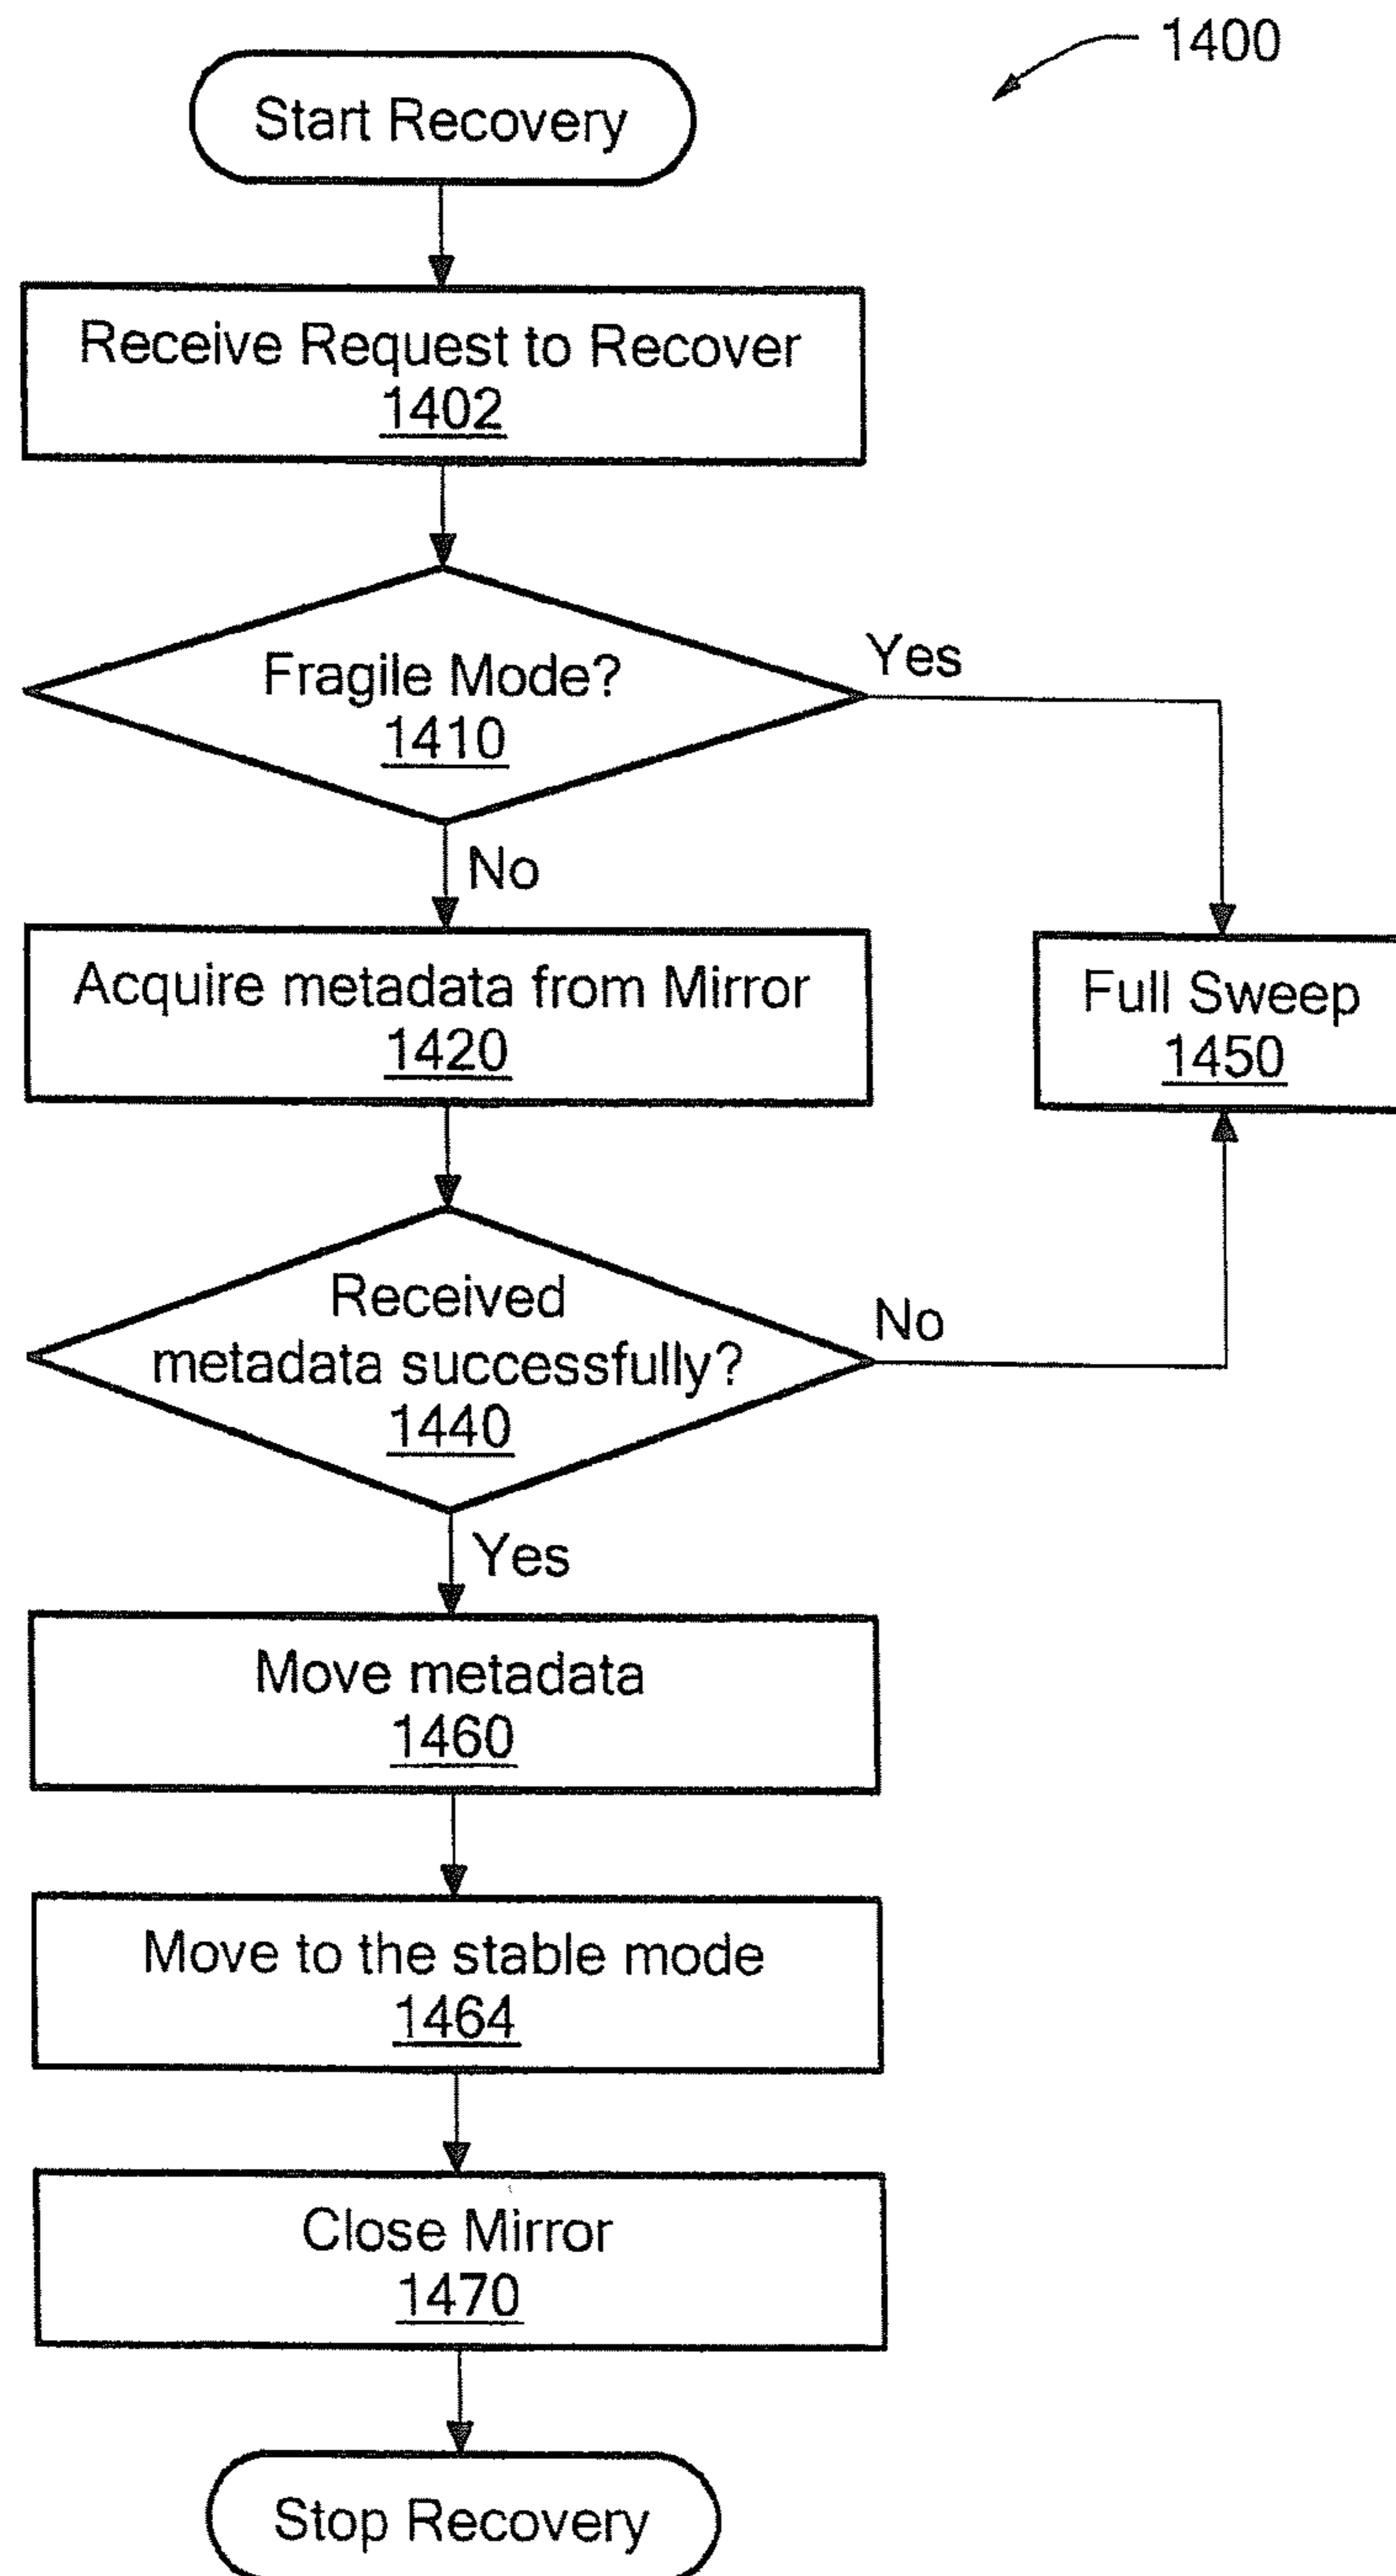 1400
Start Recovery
Receive Request to Recover
1402
Fragile Mode?
1410
Yes
No
Acquire metadata from Mirror
1420
Full Sweep
1450
Received
metadata successfully?
1440
No
Yes
Move metadata
1460
Move to the stable mode
1464
Close Mirror
1470
Stop Recovery